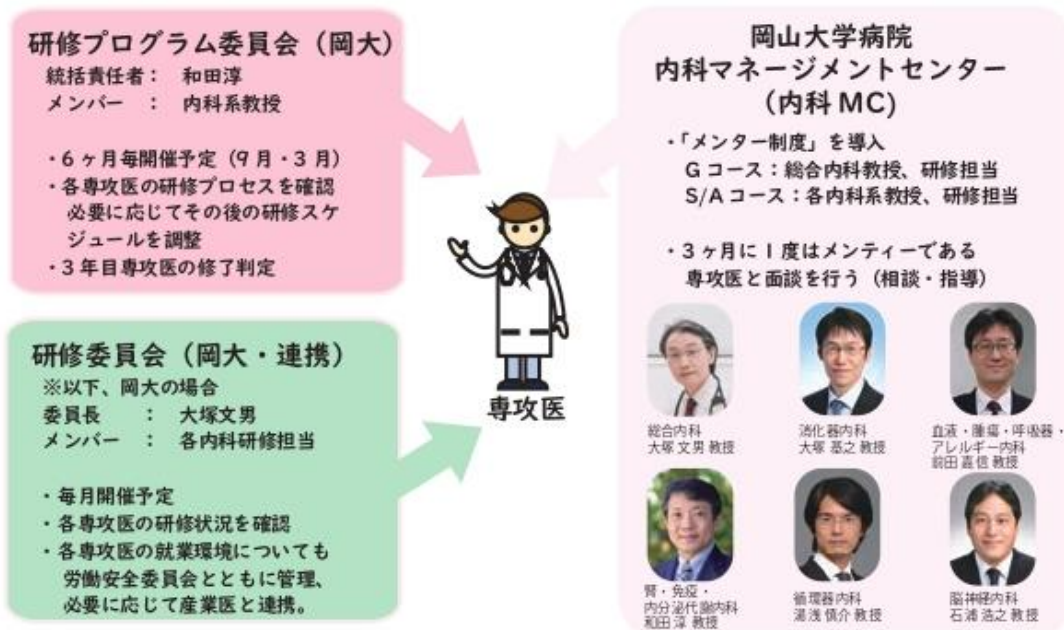 研修プログラム委員会（岡大）
統括責任者： 和田淳
メンバー ： 内科系教授
・6ヶ月毎開催予定（9月・3月）
・各専攻医の研修プロセスを確認
必要に応じてその後の研修スケ
ジュールを調整
・3年目専攻医の修了判定
研修委員会（岡大・連携）
※以下、岡大の場合
委員長 ： 大塚文男
メンバー ： 各内科研修担当
・毎月開催予定
・各専攻医の研修状況を確認
・各専攻医の就業環境についても
労働安全委員会とともに管理、
必要に応じて産業医と連携。
専攻医
岡山大学病院
内科マネージメントセンター
（内科 MC)
・「メンター制度」を導入
G コース：総合内科教授、研修担当
S/A コース：各内科系教授、研修担当
・3ヶ月に1度はメンティーである
専攻医と面談を行う（相談・指導）
総合内科
大塚 文男 教授
消化器内科
大塚 基之 教授
血液・腫瘍・呼吸器・
アレルギー内科
前田 嘉信 教授
腎・免疫・
内分泌代謝内科
和田 淳 教授
循環器内科
湯浅 慎介 教授
脳神経内科
石浦 浩之 教授